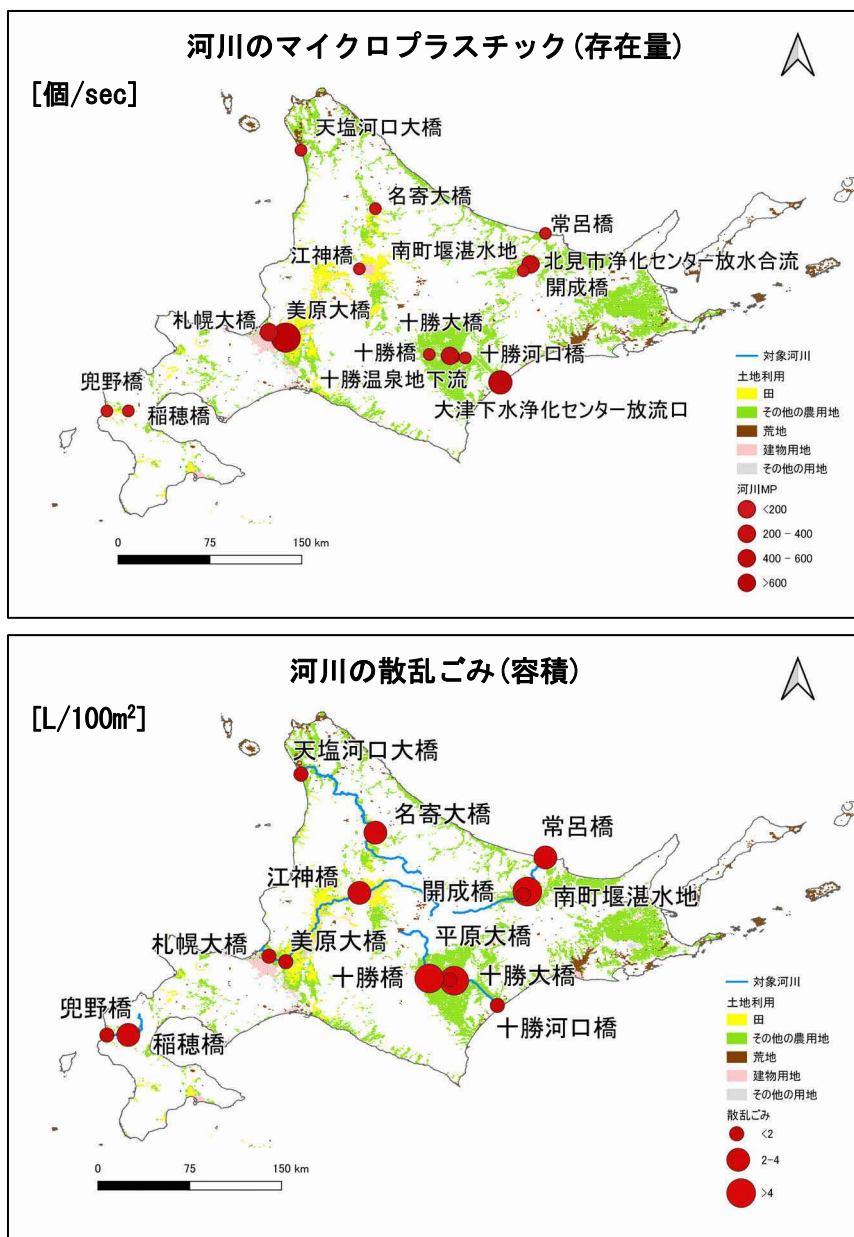 河川のマイクロプラスチック(存在量)
[個/sec]
天塩河口大橋
名寄大橋
常呂橋
江神橋
南町堰湛水地
北見市浄化センター放水合流
開成橋
札幌大橋
美原大橋
十勝大橋
十勝橋
十勝河口橋
十勝温泉地下流
大津下水浄化センター放流口
兜野橋
稲穂橋
対象河川
土地利用
田
その他の農用地
荒地
建物用地
その他の用地
河川MP
<200
200 - 400
400 - 600
>600
0 75 150 km
河川の散乱ごみ(容積)
[L/100m²]
天塩河口大橋
名寄大橋
常呂橋
江神橋
開成橋
南町堰湛水地
札幌大橋
美原大橋
平原大橋
十勝橋
十勝大橋
十勝河口橋
兜野橋
稲穂橋
対象河川
土地利用
田
その他の農用地
荒地
建物用地
その他の用地
散乱ごみ
<2
2-4
>4
0 75 150 km